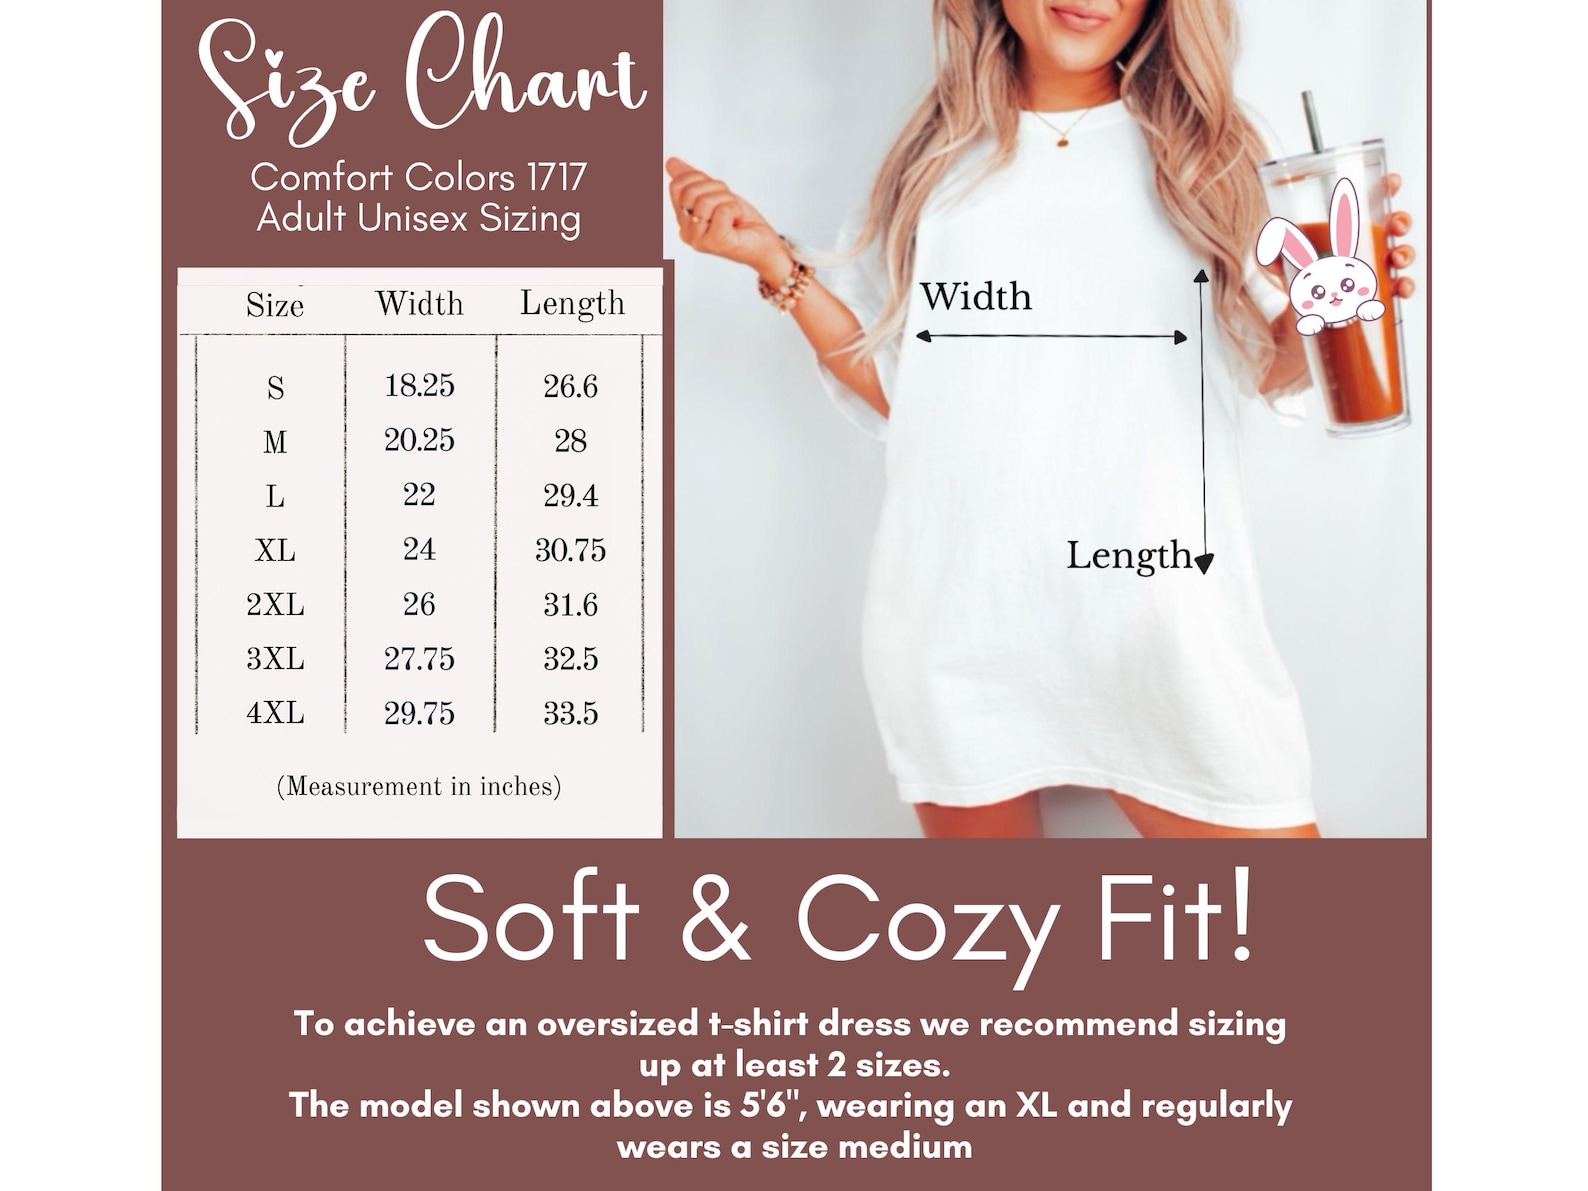 Size Chart
Comfort Colors 1717
Adult Unisex Sizing
Size Width Length
S 18.25 26.6
M 20.25 28
L 22 29.4
XL 24 30.75
2XL 26 31.6
3XL 27.75 32.5
4XL 29.75 33.5
(Measurement in inches)
Width
Length
Soft & Cozy Fit!
To achieve an oversized t-shirt dress we recommend sizing
up at least 2 sizes.
The model shown above is 5'6", wearing an XL and regularly
wears a size medium